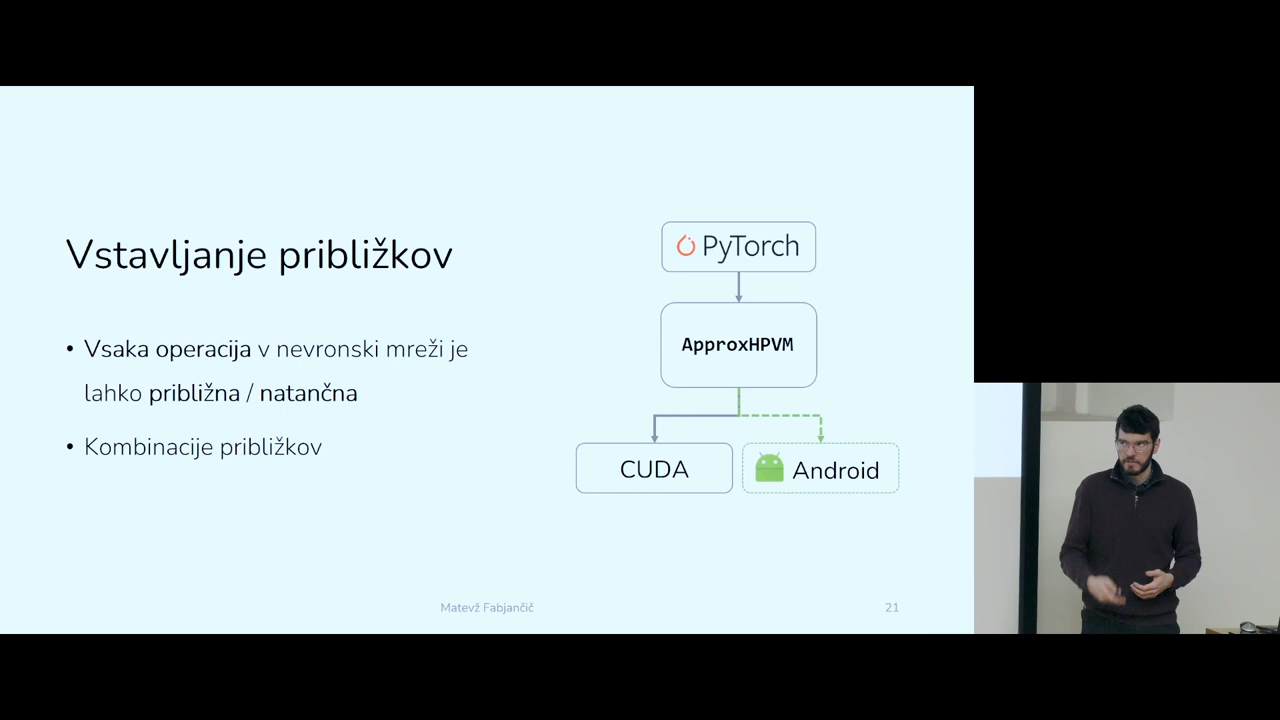 Vstavljanje približkov
• Vsaka operacija v nevronski mreži je
lahko približna / natančna
• Kombinacije približkov
PyTorch
ApproxHPVM
CUDA
Android
Matevž Fabjančič
21